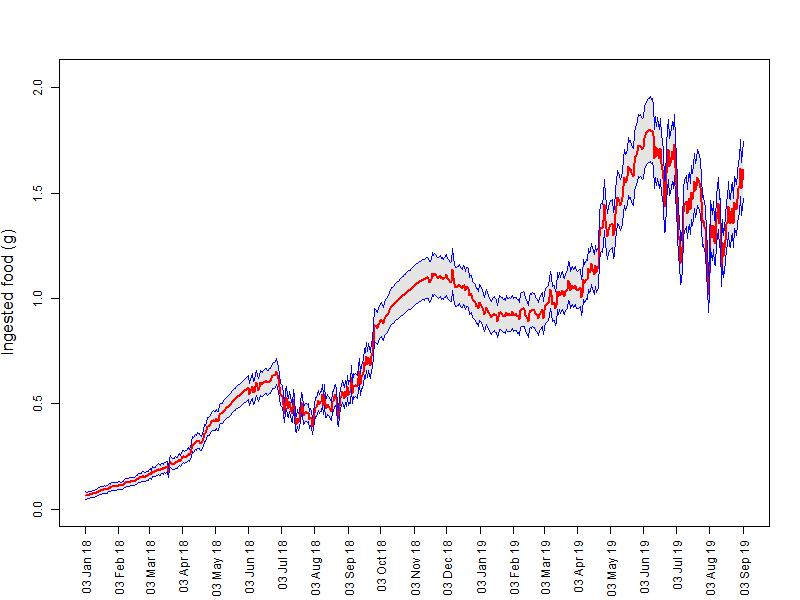 Ingested food (g)
2.0
1.5
1.0
0.5
0.0
03 Jan 18
03 Feb 18
03 Mar 18
03 Apr 18
03 May 18
03 Jun 18
03 Jul 18
03 Aug 18
03 Sep 18
03 Oct 18
03 Nov 18
03 Dec 18
03 Jan 19
03 Feb 19
03 Mar 19
03 Apr 19
03 May 19
03 Jun 19
03 Jul 19
03 Aug 19
03 Sep 19